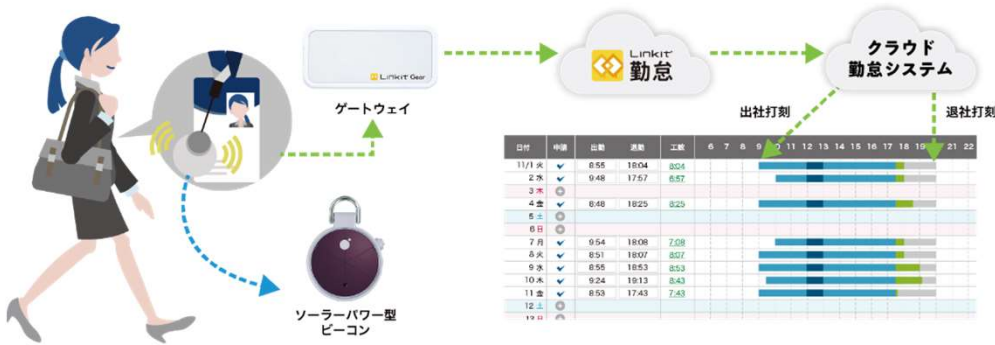 Linkit Gear
ゲートウェイ
Linkit
勤怠
クラウド
勤怠システム
出社打刻
退社打刻
ソーラーパワー型
ビーコン
日付 申請 出勤 退勤 工数 6 7 8 9 10 11 12 13 14 15 16 17 18 19 20 21 22
11/1 火 8:55 18:04 8:04
2 水 9:48 17:57 6:57
3 木
4 金 8:48 18:25 8:25
5 土
6 日
7 月 9:54 18:08 7:08
8 火 8:51 18:07 8:07
9 水 8:55 18:53 8:53
10 木 9:24 19:13 8:43
11 金 8:53 17:43 7:43
12 土
13 日